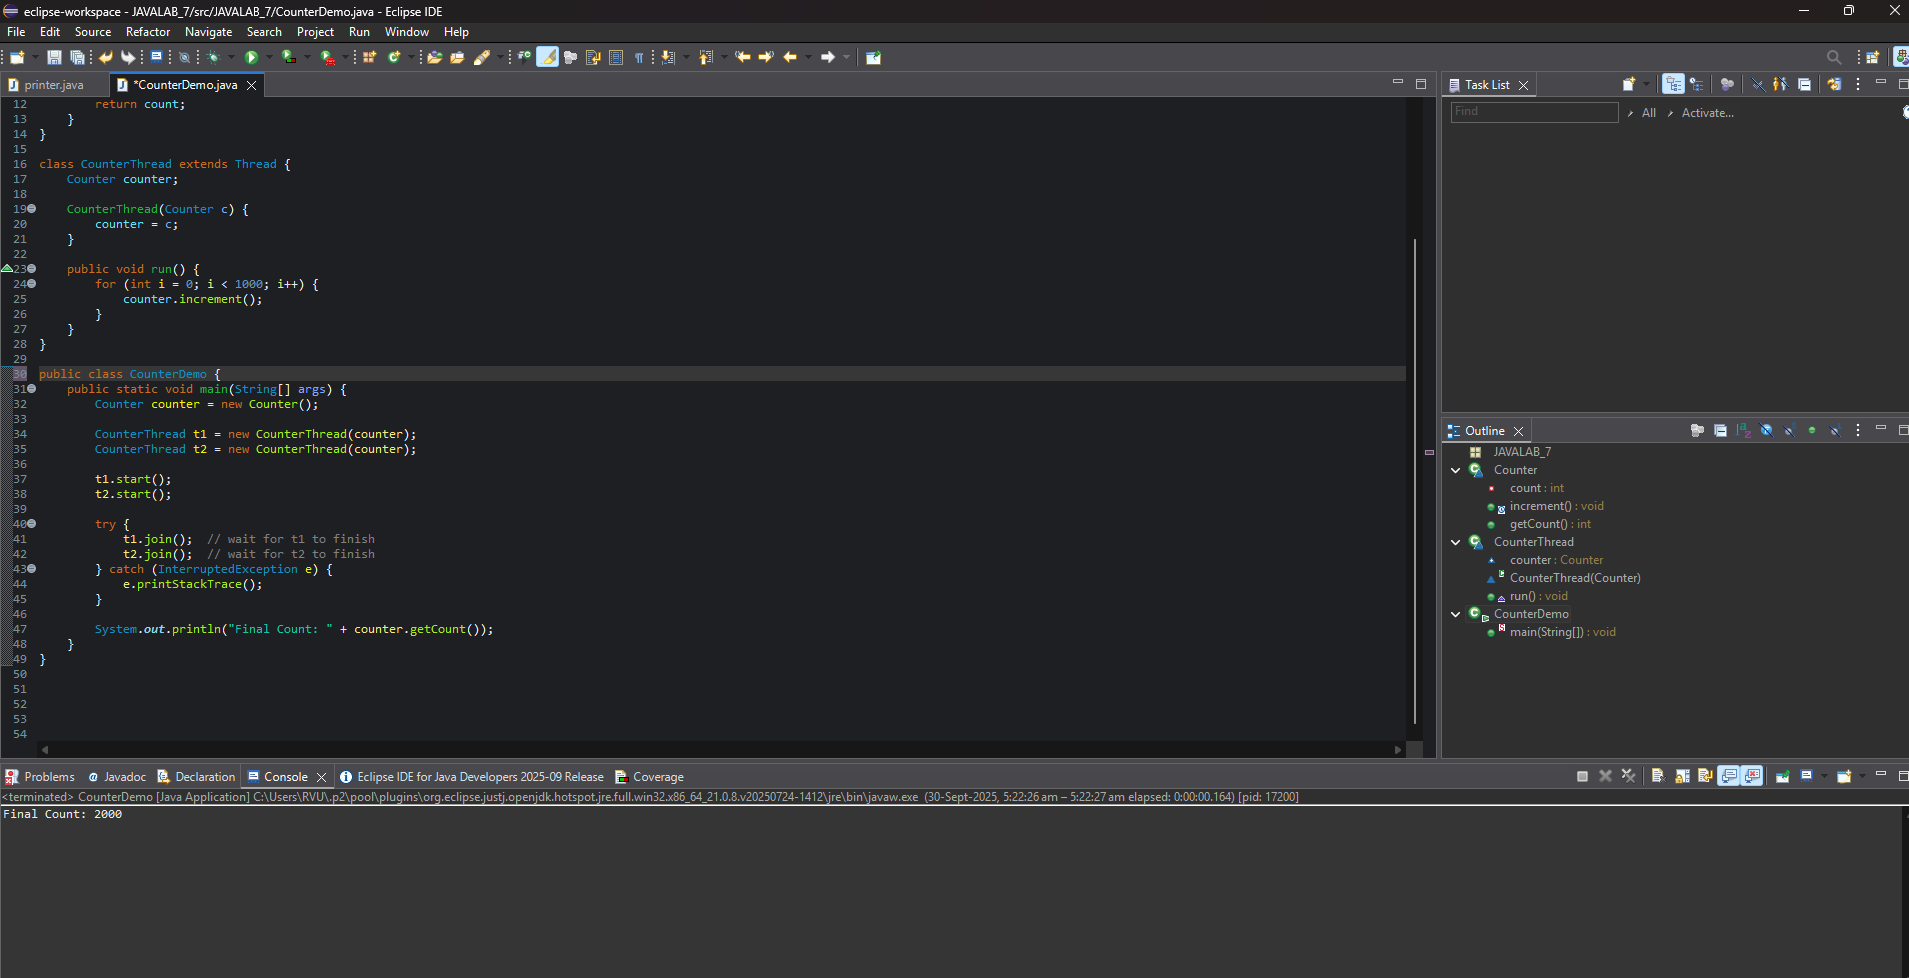 eclipse-workspace - JAVALAB_7/src/JAVALAB_7/CounterDemo.java - Eclipse IDE
File Edit Source Refactor Navigate Search Project Run Window Help
printer.java *CounterDemo.java
12 return count;
13 }
14 }
15
16 class CounterThread extends Thread {
17 Counter counter;
18
19 CounterThread(Counter c) {
20 counter = c;
21 }
22
23 public void run() {
24 for (int i = 0; i < 1000; i++) {
25 counter.increment();
26 }
27 }
28 }
29
30 public class CounterDemo {
31 public static void main(String[] args) {
32 Counter counter = new Counter();
33
34 CounterThread t1 = new CounterThread(counter);
35 CounterThread t2 = new CounterThread(counter);
36
37 t1.start();
38 t2.start();
39
40 try {
41 t1.join(); // wait for t1 to finish
42 t2.join(); // wait for t2 to finish
43 } catch (InterruptedException e) {
44 e.printStackTrace();
45 }
46
47 System.out.println("Final Count: " + counter.getCount());
48 }
49 }
50
51
52
53
54
Task List
Find All Activate...
Outline
JAVALAB_7
Counter
count : int
increment() : void
getCount() : int
CounterThread
counter : Counter
CounterThread(Counter)
run() : void
CounterDemo
main(String[]) : void
Problems Javadoc Declaration Console Eclipse IDE for Java Developers 2025-09 Release Coverage
<terminated> CounterDemo [Java Application] C:\Users\RVU\.p2\pool\plugins\org.eclipse.justj.openjdk.hotspot.jre.full.win32.x86_64_21.0.8.v20250724-1412\jre\bin\javaw.exe (30-Sept-2025, 5:22:26 am – 5:22:27 am elapsed: 0:00:00.164) [pid: 17200]
Final Count: 2000